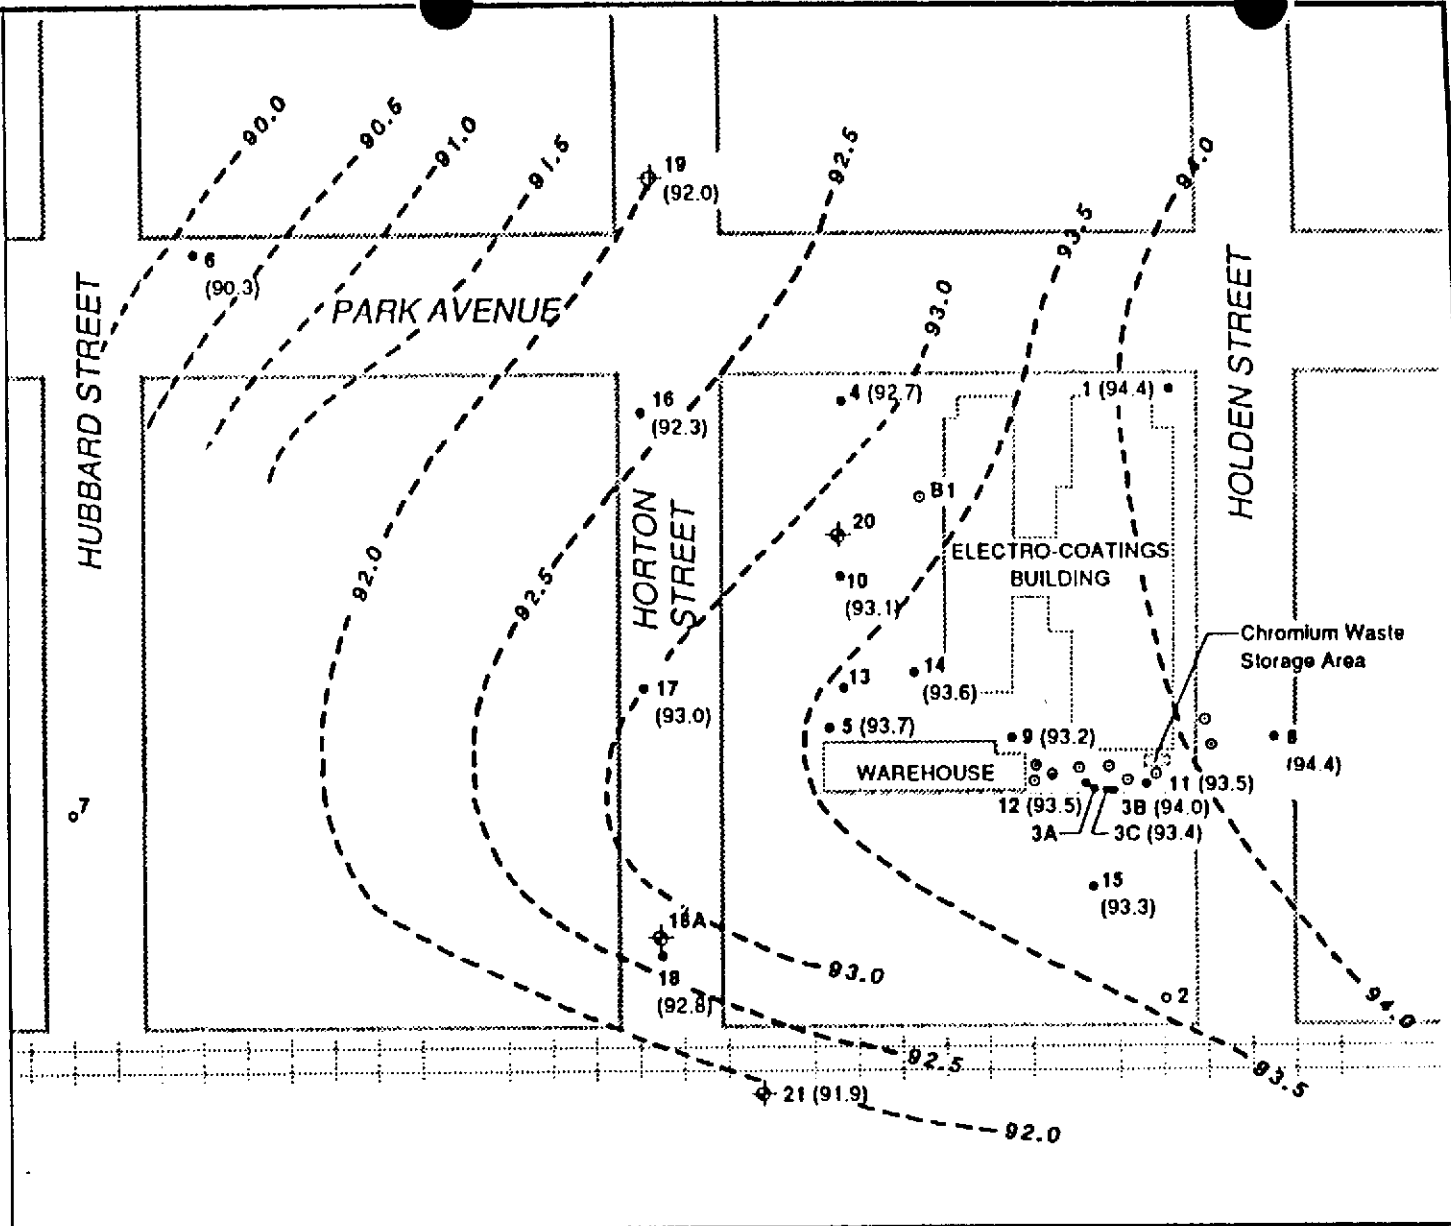 90.0
90.5
91.0
91.5
92.5
94.0
19
(92.0)
93.5
6
(90.3)
PARK AVENUE
93.0
HUBBARD STREET
HOLDEN STREET
16
(92.3)
4 (92.7)
1 (94.4)
B1
20
ELECTRO-COATINGS
BUILDING
HORTON
STREET
10
(93.1)
92.0
92.5
Chromium Waste
Storage Area
17
(93.0)
13
14
(93.6)
5 (93.7)
9 (93.2)
8
(94.4)
WAREHOUSE
11 (93.5)
12 (93.5)
3B (94.0)
3A
3C (93.4)
7
15
(93.3)
18A
18
(92.8)
93.0
2
94.0
92.5
93.5
21 (91.9)
92.0